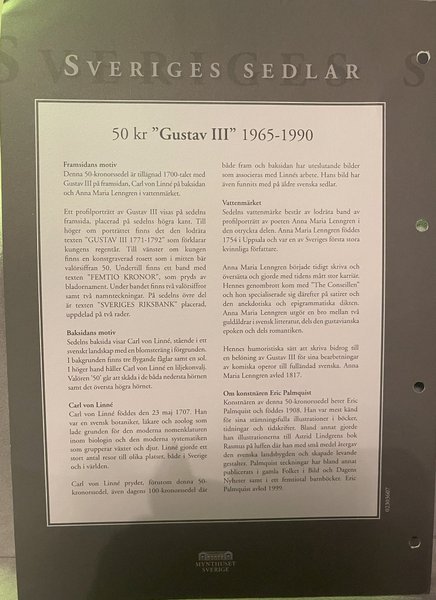 SVERIGES SEDLAR
50 kr ”Gustav III” 1965-1990
Framsidans motiv
Denna 50-kronorssedel är tillägnad 1700-talet med
Gustav III på framsidan, Carl von Linné på baksidan
och Anna Maria Lenngren i vattenmärket.
Ett profilporträtt av Gustav III visas på sedelns
framsida, placerad på sedelns högra kant. Till
höger om porträttet finns det den lodräta
texten "GUSTAV III 1771-1792" som förklarar
kungens regentår. Till vänster om kungen
finns en konstgraverad rosett som i mitten bär
valörsiffran 50. Undertill finns ett band med
texten "FEMTIO KRONOR", som pryds av
bladornament. Under bandet finns två valörsiffror
samt två namnteckningar. På sedelns övre del
är texten "SVERIGES RIKSBANK" placerad,
uppdelad på två rader.
Baksidans motiv
Sedelns baksida visar Carl von Linné, stående i ett
svenskt landskap med en blomsteräng i förgrunden.
I bakgrunden finns tre flygande fåglar samt en sol.
I höger hand håller Carl von Linné en liljekonvalj.
Valören '50' går att skåda i de båda nedersta hörnen
samt det översta högra hörnet.
Carl von Linné
Carl von Linné föddes den 23 maj 1707. Han
var en svensk botaniker, läkare och zoolog som
lade grunden för den moderna nomenklaturen
inom biologin och den moderna systematiken
som grupperar växter och djur. Linné gjorde ett
stort antal resor till olika platser, både i Sverige
och i världen.
Carl von Linné pryder, förutom denna 50-
kronorssedel, även dagens 100-kronorssedel där
både fram och baksidan har uteslutande bilder
som associeras med Linnés arbete. Hans bild har
även funnits med på äldre svenska sedlar.
Vattenmärket
Sedelns vattenmärke består av lodräta band av
profilporträtt av poeten Anna Maria Lenngren i
den otryckta delen. Anna Maria Lenngren föddes
1754 i Uppsala och var en av Sveriges första stora
kvinnliga författare.
Anna Maria Lenngren började tidigt skriva och
översätta och gjorde med tidens mått stor karriär.
Hennes genombrott kom med "The Conseillen"
och hon specialiserade sig därefter på satirer och
den anekdotiska och epigrammatiska dikten.
Anna Maria Lenngren utgör en bro mellan två
guldåldrar i svensk litteratur, dels den gustavianska
epoken och dels romantiken.
Hennes humoristiska sätt att skriva bidrog till
en belöning av Gustav III för sina bearbetningar
av komiska operor till fulländad svenska. Anna
Maria Lenngren avled 1817.
Om konstnären Eric Palmquist
Konstnären av denna 50-kronorssedel heter Eric
Palmquist och föddes 1908. Han var mest känd
för sina stämningsfulla illustrationer i böcker,
tidningar och tidskrifter. Bland annat gjorde
han illustrationerna till Astrid Lindgrens bok
Rasmus på luffen där han med små medel återgav
den svenska landsbygden och skapade levande
gestalter. Palmquist teckningar har bland annat
publicerats i gamla Folket i Bild och Dagens
Nyheter samt i ett femtiotal barnböcker. Eric
Palmquist avled 1999.
02303607
MYNTHUSET
SVERIGE